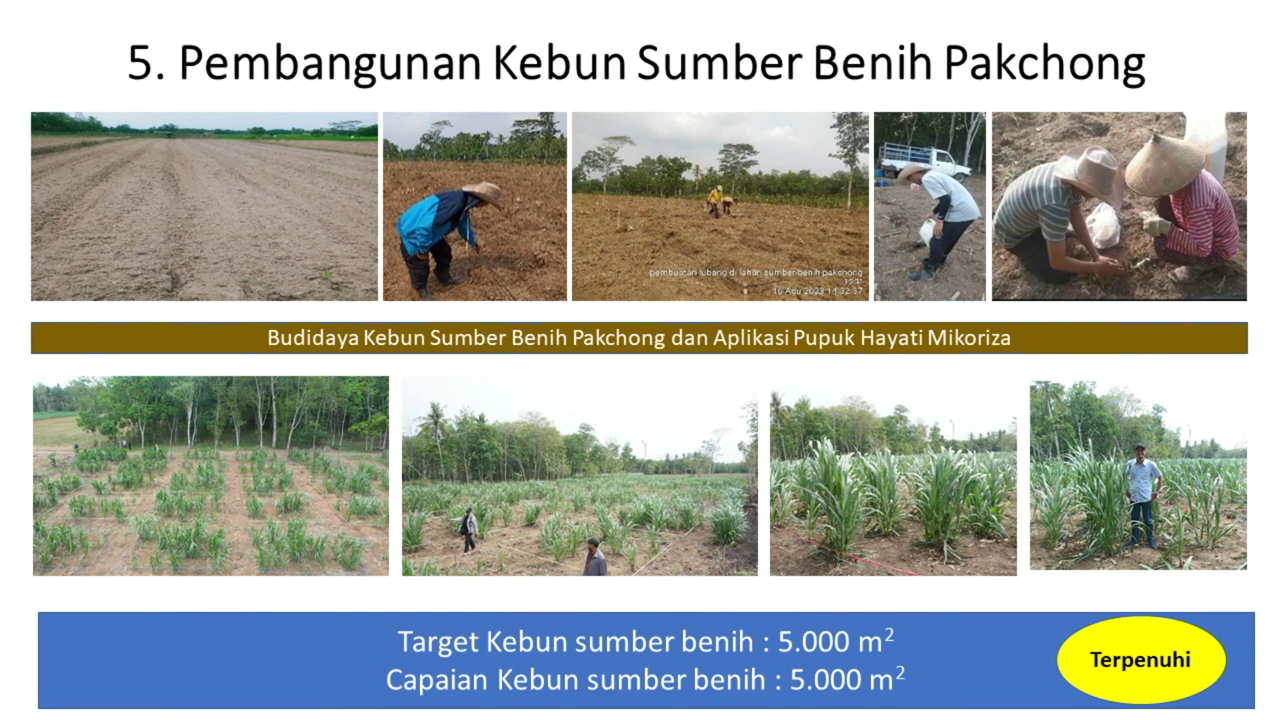 5. Pembangunan Kebun Sumber Benih Pakchong
pembuatan lubang di lahan sumber benih pakchong
123°
16 Agu 2023 14:32:37
Budidaya Kebun Sumber Benih Pakchong dan Aplikasi Pupuk Hayati Mikoriza
Target Kebun sumber benih : 5.000 m²
Capaian Kebun sumber benih : 5.000 m²
Terpenuhi